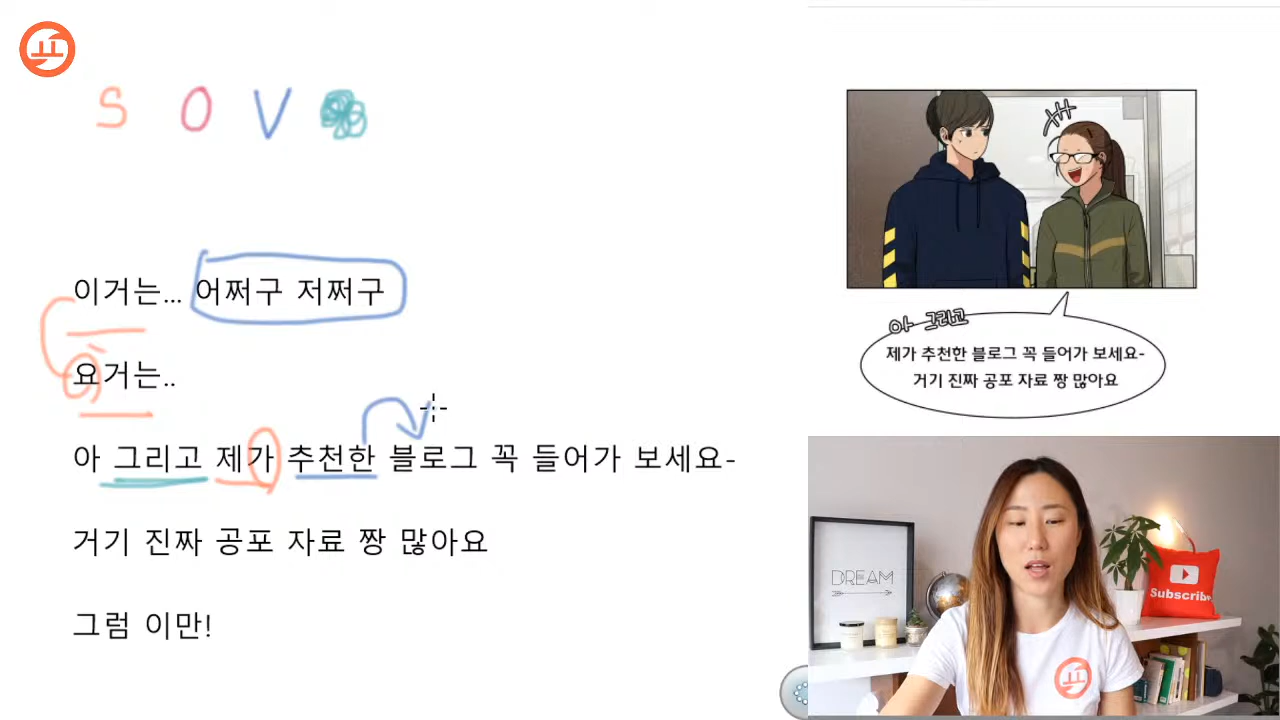 S O V
이거는... 어쩌구 저쩌구
요거는..
아 그리고 제가 추천한 블로그 꼭 들어가 보세요-
거기 진짜 공포 자료 짱 많아요
그럼 이만!
아 그리고
제가 추천한 블로그 꼭 들어가 보세요-
거기 진짜 공포 자료 짱 많아요
DREAM
Subscribe